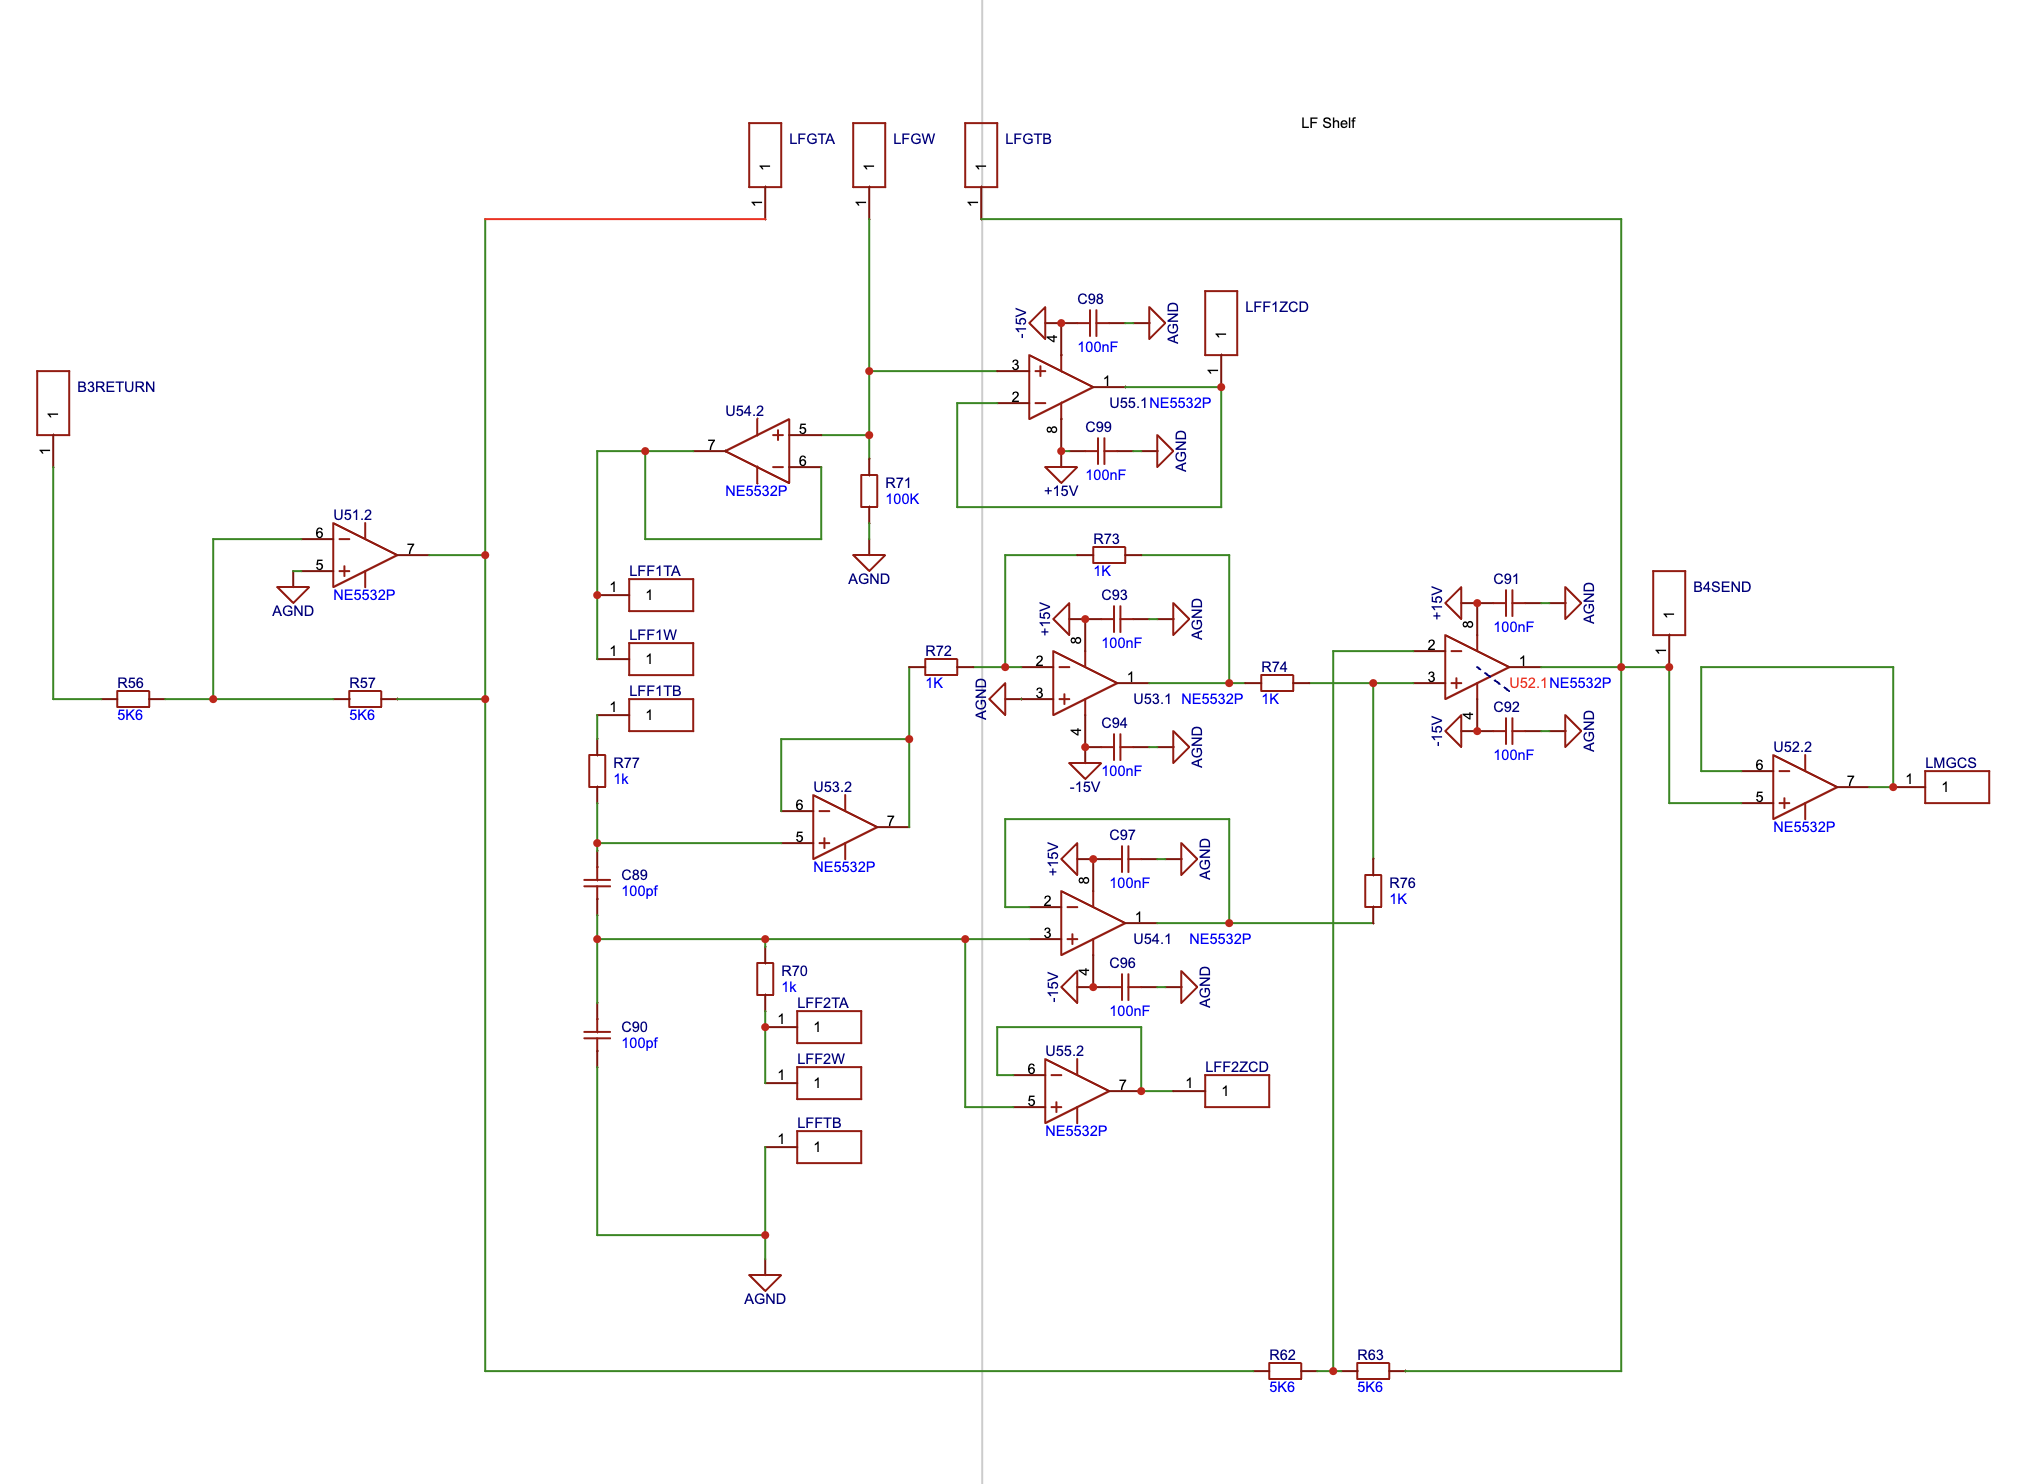 LF Shelf
LFGTA
1
1
LFGW
1
1
LFGTB
1
1
B3RETURN
1
1
R56
5K6
R57
5K6
U51.2
6
5
7
NE5532P
AGND
U54.2
7
5
6
NE5532P
R71
100K
AGND
C98
100nF
-15V
AGND
4
3
2
1
8
U55.1
NE5532P
C99
100nF
AGND
+15V
LFF1ZCD
1
1
LFF1TA
1
1
LFF1W
1
1
LFF1TB
1
1
R77
1k
C89
100pf
C90
100pf
U53.2
6
5
7
NE5532P
R72
1K
R73
1K
C93
100nF
+15V
AGND
8
2
3
1
4
AGND
U53.1
NE5532P
C94
100nF
AGND
-15V
R74
1K
C97
100nF
+15V
AGND
8
2
3
1
4
U54.1
NE5532P
C96
100nF
-15V
AGND
R76
1K
R70
1k
LFF2TA
1
1
LFF2W
1
1
LFFTB
1
1
AGND
U55.2
6
5
7
NE5532P
LFF2ZCD
1
1
C91
100nF
+15V
AGND
8
2
3
1
4
U52.1
NE5532P
C92
100nF
-15V
AGND
B4SEND
1
1
U52.2
6
5
7
NE5532P
LMGCS
1
1
R62
5K6
R63
5K6